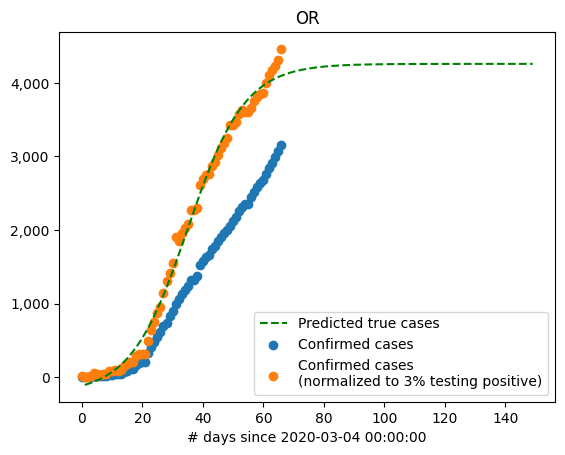 OR
4,000
3,000
2,000
1,000
0
0 20 40 60 80 100 120 140
# days since 2020-03-04 00:00:00
Predicted true cases
Confirmed cases
Confirmed cases
(normalized to 3% testing positive)